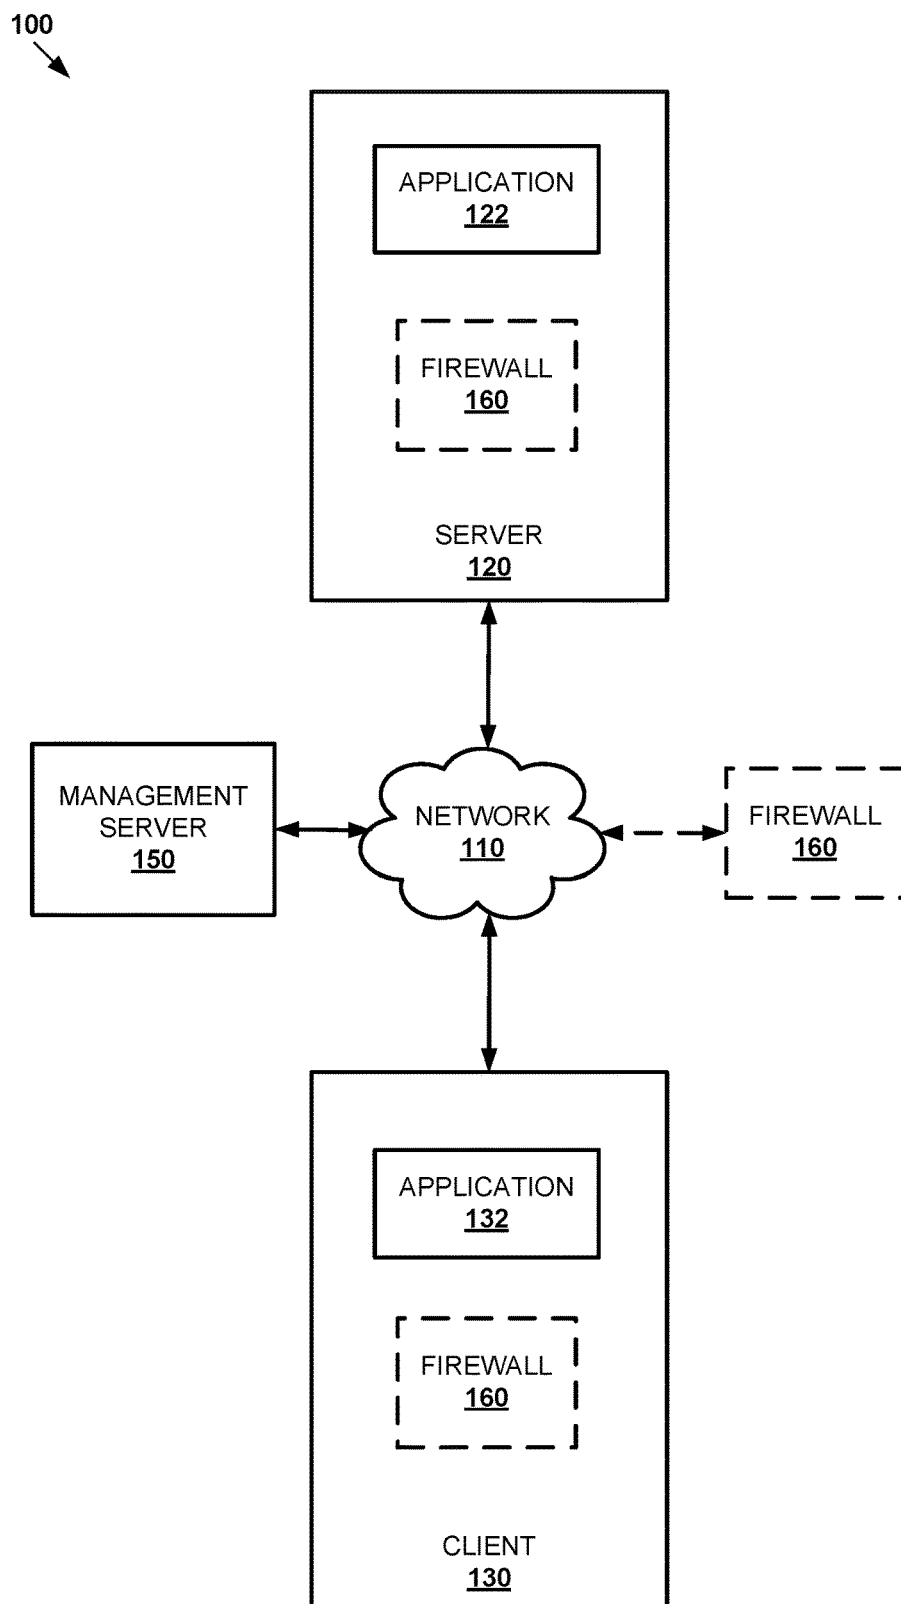 100
APPLICATION
122
FIREWALL
160
SERVER
120
MANAGEMENT
SERVER
150
NETWORK
110
FIREWALL
160
APPLICATION
132
FIREWALL
160
CLIENT
130